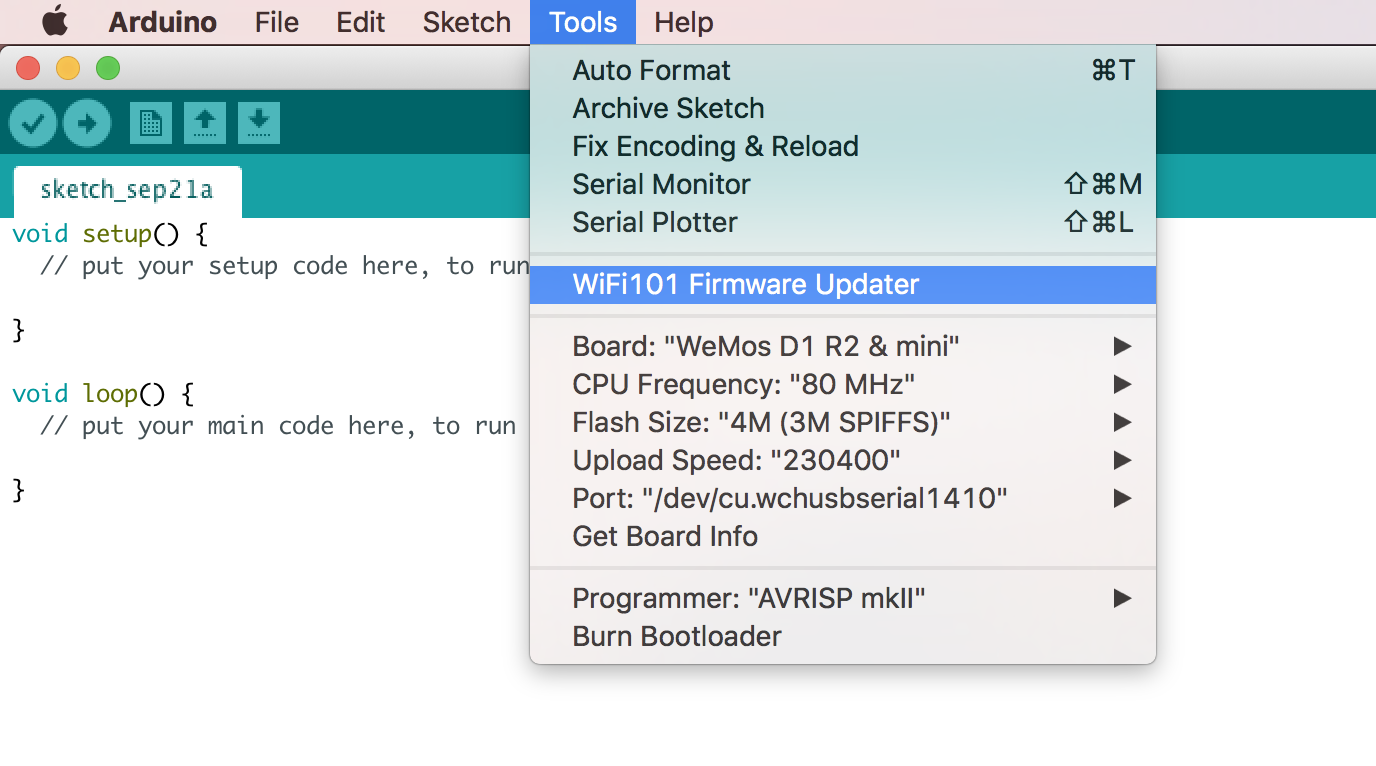 Arduino File Edit Sketch Tools Help
Auto Format ⌘T
Archive Sketch
Fix Encoding & Reload
Serial Monitor ⇧⌘M
Serial Plotter ⇧⌘L
WiFi101 Firmware Updater
Board: "WeMos D1 R2 & mini"
CPU Frequency: "80 MHz"
Flash Size: "4M (3M SPIFFS)"
Upload Speed: "230400"
Port: "/dev/cu.wchusbserial1410"
Get Board Info
Programmer: "AVRISP mkII"
Burn Bootloader
sketch_sep21a
void setup() {
// put your setup code here, to run
}
void loop() {
// put your main code here, to run
}